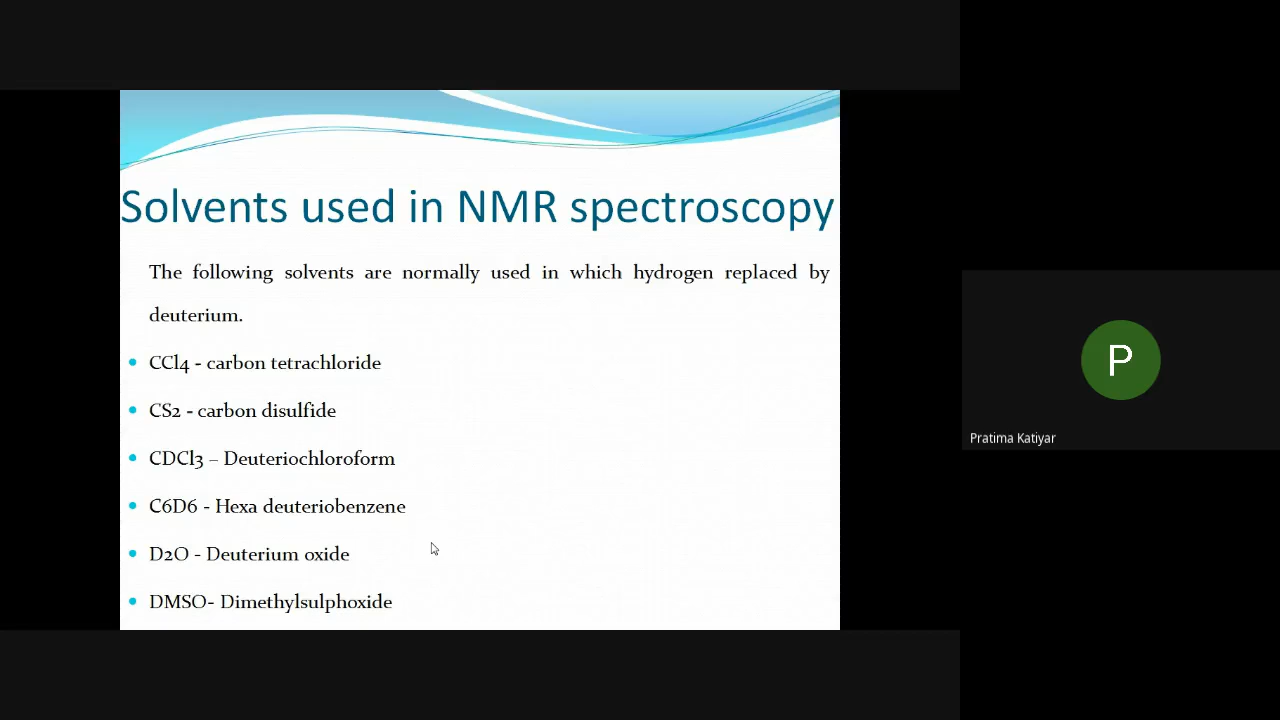 Solvents used in NMR spectroscopy
The following solvents are normally used in which hydrogen replaced by
deuterium.
• CCl4 - carbon tetrachloride
• CS2 - carbon disulfide
• CDCl3 – Deuteriochloroform
• C6D6 - Hexa deuteriobenzene
• D2O - Deuterium oxide
• DMSO- Dimethylsulphoxide
P
Pratima Katiyar